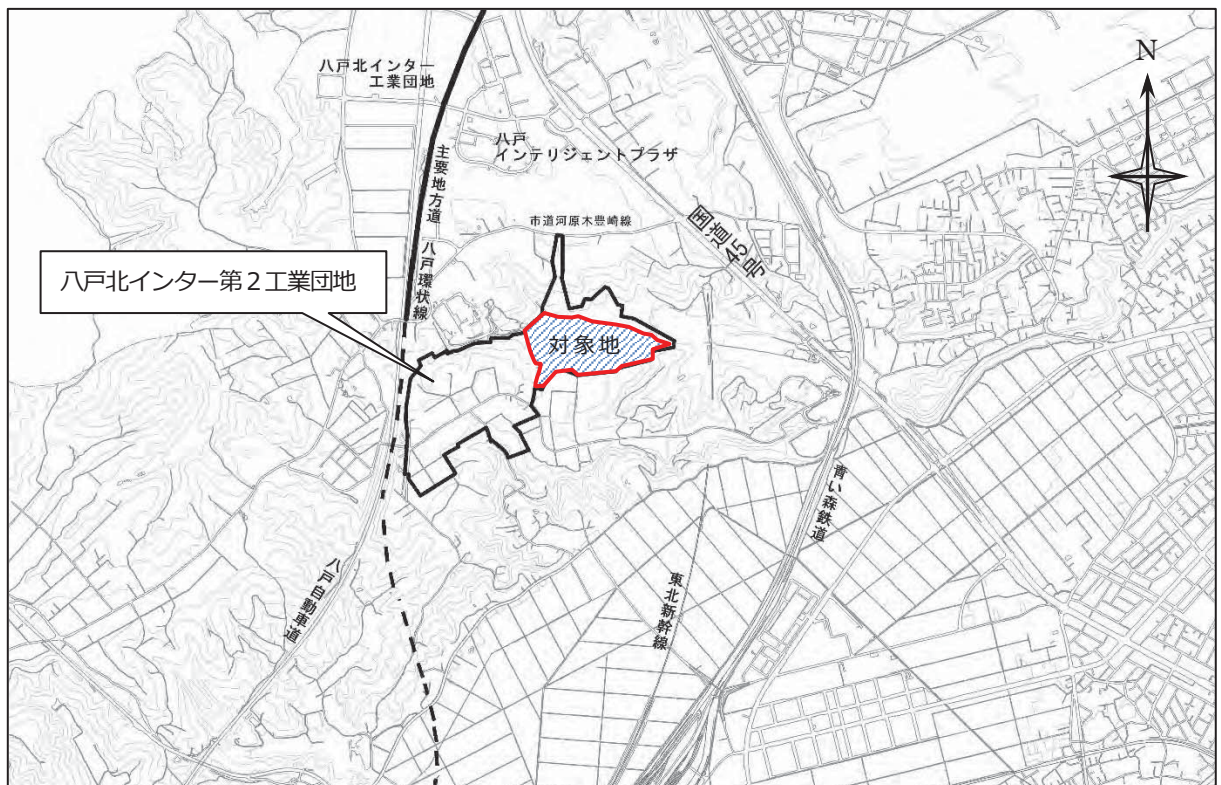 八戸北インター
工業団地
N
八戸
インテリジェントプラザ
主要地方道 八戸環状線
市道河原木豊崎線
国道45号
八戸北インター第2工業団地
対象地
青い森鉄道
八戸自動車道
東北新幹線